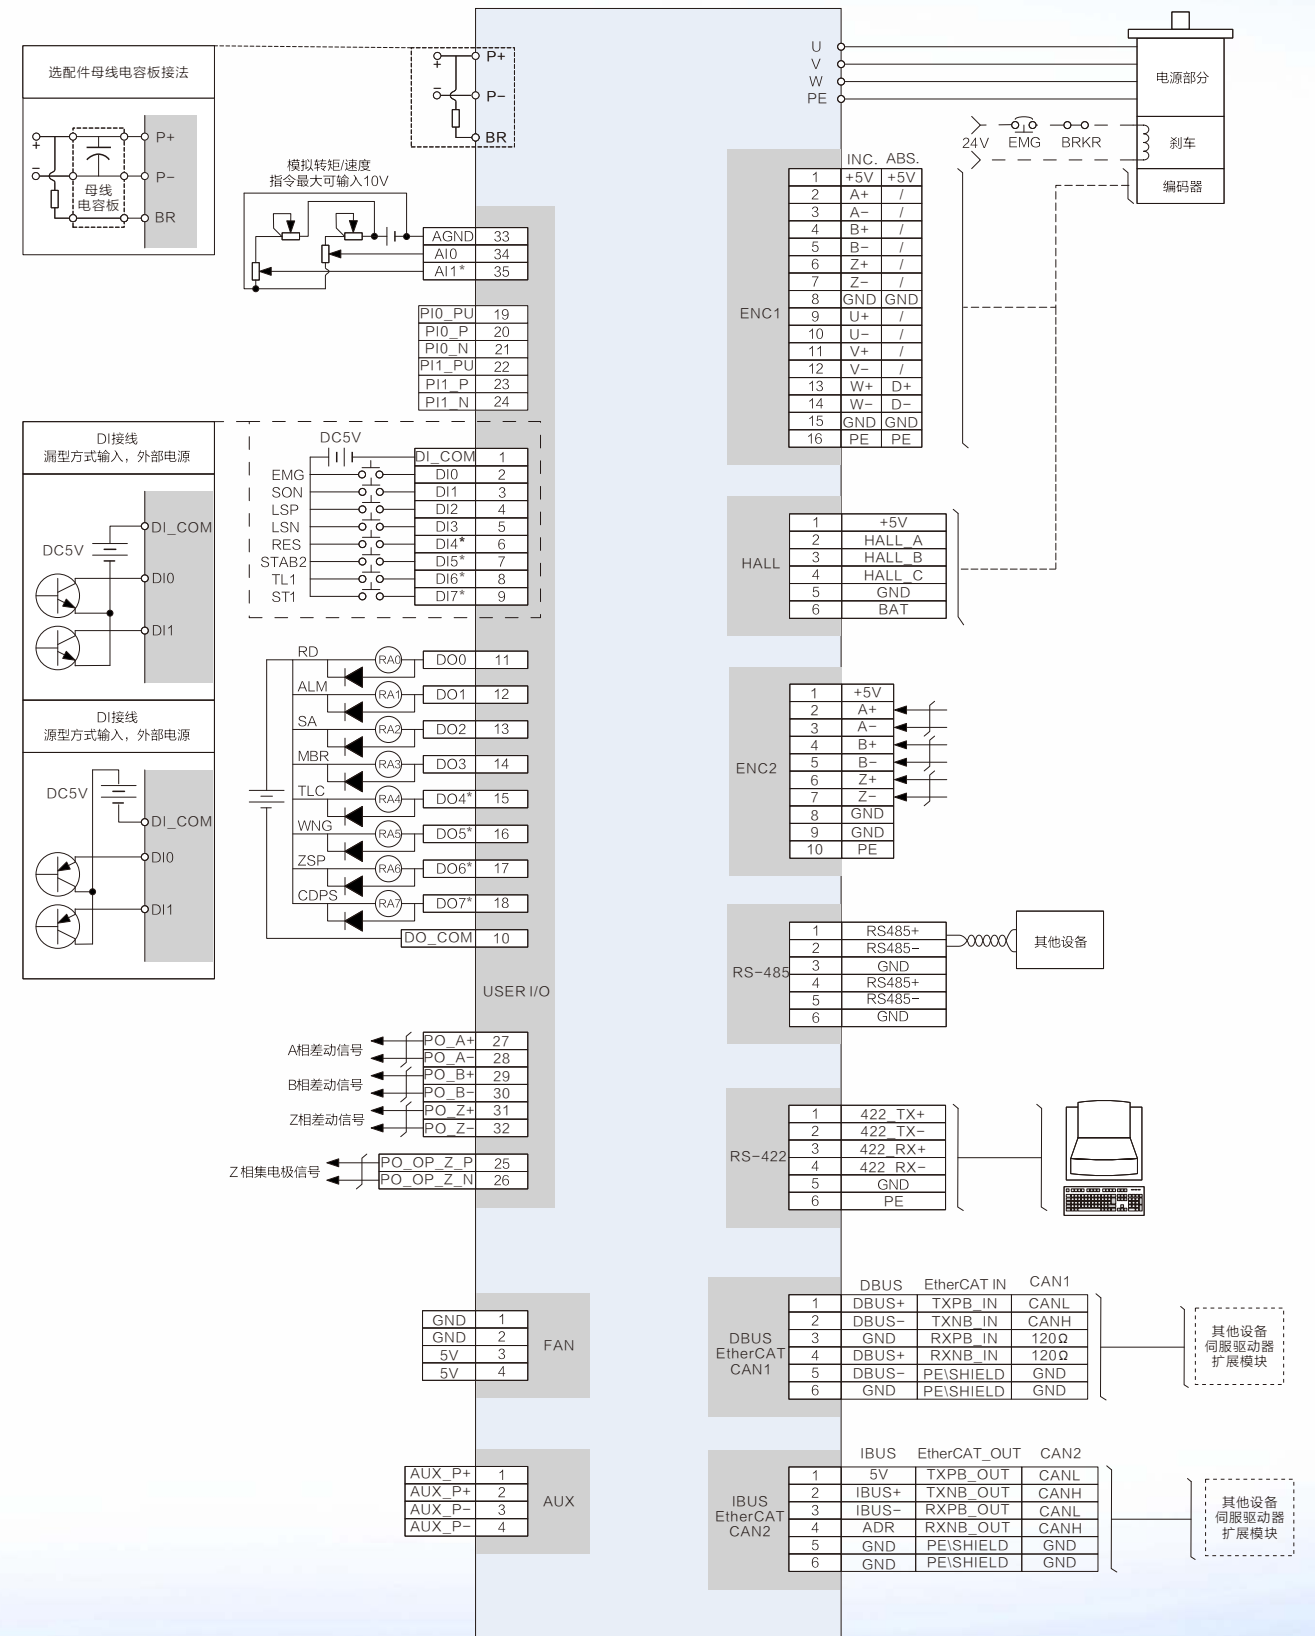 选配件母线电容板接法
P+
P-
BR
+
-
母线
电容板
+
-
P+
P-
BR
模拟转矩/速度
指令最大可输入10V
AGND 33
AI0 34
AI1* 35
PI0_PU 19
PI0_P 20
PI0_N 21
PI1_PU 22
PI1_P 23
PI1_N 24
DI接线
漏型方式输入，外部电源
DC5V
DI_COM
DI0
DI1
DI接线
源型方式输入，外部电源
DC5V
DI_COM
DI0
DI1
DC5V
DI_COM 1
EMG DI0 2
SON DI1 3
LSP DI2 4
LSN DI3 5
RES DI4* 6
STAB2 DI5* 7
TL1 DI6* 8
ST1 DI7* 9
RD RA0 DO0 11
ALM RA1 DO1 12
SA RA2 DO2 13
MBR RA3 DO3 14
TLC RA4 DO4* 15
WNG RA5 DO5* 16
ZSP RA6 DO6* 17
CDPS RA7 DO7* 18
DO_COM 10
USER I/O
A相差动信号
PO_A+ 27
PO_A- 28
B相差动信号
PO_B+ 29
PO_B- 30
Z相差动信号
PO_Z+ 31
PO_Z- 32
Z 相集电极信号
PO_OP_Z_P 25
PO_OP_Z_N 26
GND 1
GND 2
5V 3
5V 4
FAN
AUX_P+ 1
AUX_P+ 2
AUX_P- 3
AUX_P- 4
AUX
U
V
W
PE
电源部分
24V EMG BRKR 刹车
编码器
ENC1
INC. ABS.
1 +5V +5V
2 A+ /
3 A- /
4 B+ /
5 B- /
6 Z+ /
7 Z- /
8 GND GND
9 U+ /
10 U- /
11 V+ /
12 V- /
13 W+ D+
14 W- D-
15 GND GND
16 PE PE
HALL
1 +5V
2 HALL_A
3 HALL_B
4 HALL_C
5 GND
6 BAT
ENC2
1 +5V
2 A+
3 A-
4 B+
5 B-
6 Z+
7 Z-
8 GND
9 GND
10 PE
RS-485
1 RS485+
2 RS485-
3 GND
4 RS485+
5 RS485-
6 GND
其他设备
RS-422
1 422_TX+
2 422_TX-
3 422_RX+
4 422_RX-
5 GND
6 PE
DBUS
EtherCAT
CAN1
DBUS EtherCAT IN CAN1
1 DBUS+ TXPB_IN CANL
2 DBUS- TXNB_IN CANH
3 GND RXPB_IN 120Ω
4 DBUS+ RXNB_IN 120Ω
5 DBUS- PE\SHIELD GND
6 GND PE\SHIELD GND
其他设备
伺服驱动器
扩展模块
IBUS
EtherCAT
CAN2
IBUS EtherCAT_OUT CAN2
1 5V TXPB_OUT CANL
2 IBUS+ TXNB_OUT CANH
3 IBUS- RXPB_OUT CANL
4 ADR RXNB_OUT CANH
5 GND PE\SHIELD GND
6 GND PE\SHIELD GND
其他设备
伺服驱动器
扩展模块